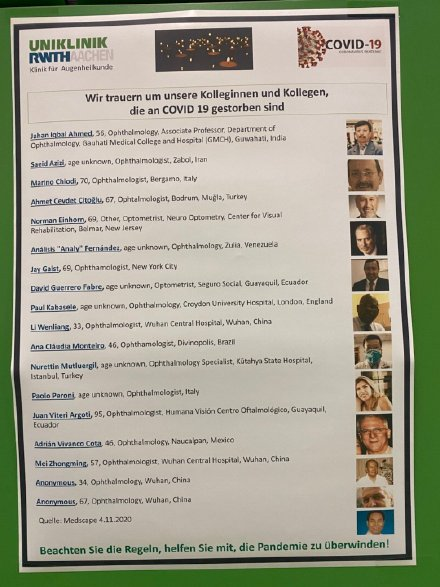 UNIKLINIK
RWTHAACHEN
Klinik für Augenheilkunde
COVID-19
Wir trauern um unsere Kolleginnen und Kollegen,
die an COVID 19 gestorben sind
Jahan Iqbal Ahmed, 56, Ophthalmology, Associate Professor, Department of
Ophthalmology, Gauhati Medical College and Hospital (GMCH), Guwahati, India
Saeid Azizi, age unknown, Ophthalmologist, Zabol, Iran
Marino Chiodi, 70, Ophthalmologist, Bergamo, Italy
Ahmet Cevdet Çitoğlu, 67, Ophtalmologist, Bodrum, Muğla, Turkey
Norman Einhorn, 69, Other, Optometrist, Neuro Optometry, Center for Visual
Rehabilitation, Belmar, New Jersey
Análisis "Analy" Fernández, age unknown, Ophthalmology, Zulia, Venezuela
Jay Galst, 69, Ophthamologist, New York City
David Guerrero Fabre, age unknown, Optometrist, Seguro Social, Guayaquil, Ecuador
Paul Kabasele, age unknown, Ophthalmology, Croydon University Hospital, London, England
Li Wenliang, 33, Ophthalmologist, Wuhan Central Hospital, Wuhan, China
Ana Cláudia Monteiro, 46, Ophthamologist, Divinopolis, Brazil
Nurettin Mutluergil, age unknown, Ophthalmology Specialist, Kütahya State Hospital,
Istanbul, Turkey
Paolo Paroni, age unknown, Ophthalmologist, Italy
Juan Viteri Argoti, 95, Ophthalmologist, Humana Visión Centro Oftalmológico, Guayaquil,
Ecuador
Adrián Vivanco Cota, 46, Ophthalmology, Naucalpan, Mexico
Mei Zhongming, 57, Ophthalmologist, Wuhan Central Hospital, Wuhan, China
Anonymous, 34, Ophthalmology, Wuhan, China
Anonymous, 67, Ophthalmology, Wuhan, China
Quelle: Medscape 4.11.2020
Beachten Sie die Regeln, helfen Sie mit, die Pandemie zu überwinden!